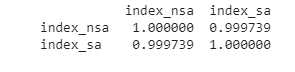 index_nsa index_sa
index_nsa 1.000000 0.999739
index_sa 0.999739 1.000000